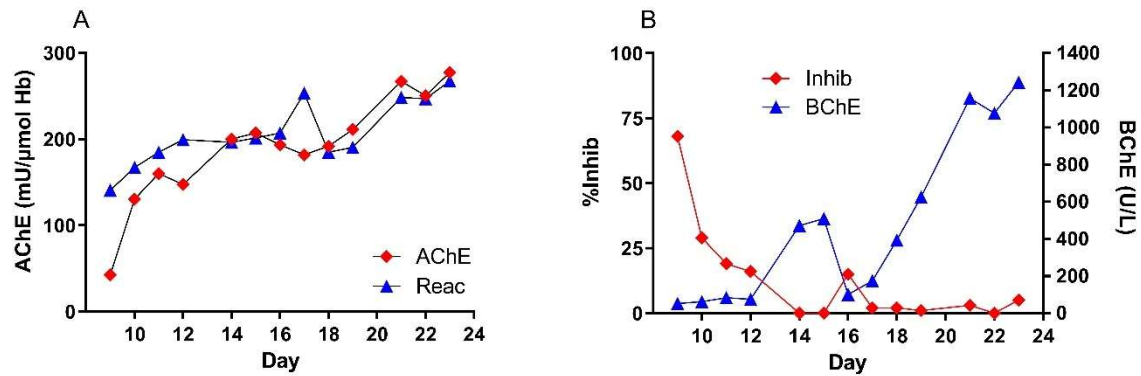 A
AChE (mU/µmol Hb)
300
200
100
0
AChE
Reac
10 12 14 16 18 20 22 24
Day
B
%Inhib
100
75
50
25
0
Inhib
BChE
1400
1200
1000
800
600
400
200
0
BChE (U/L)
10 12 14 16 18 20 22 24
Day